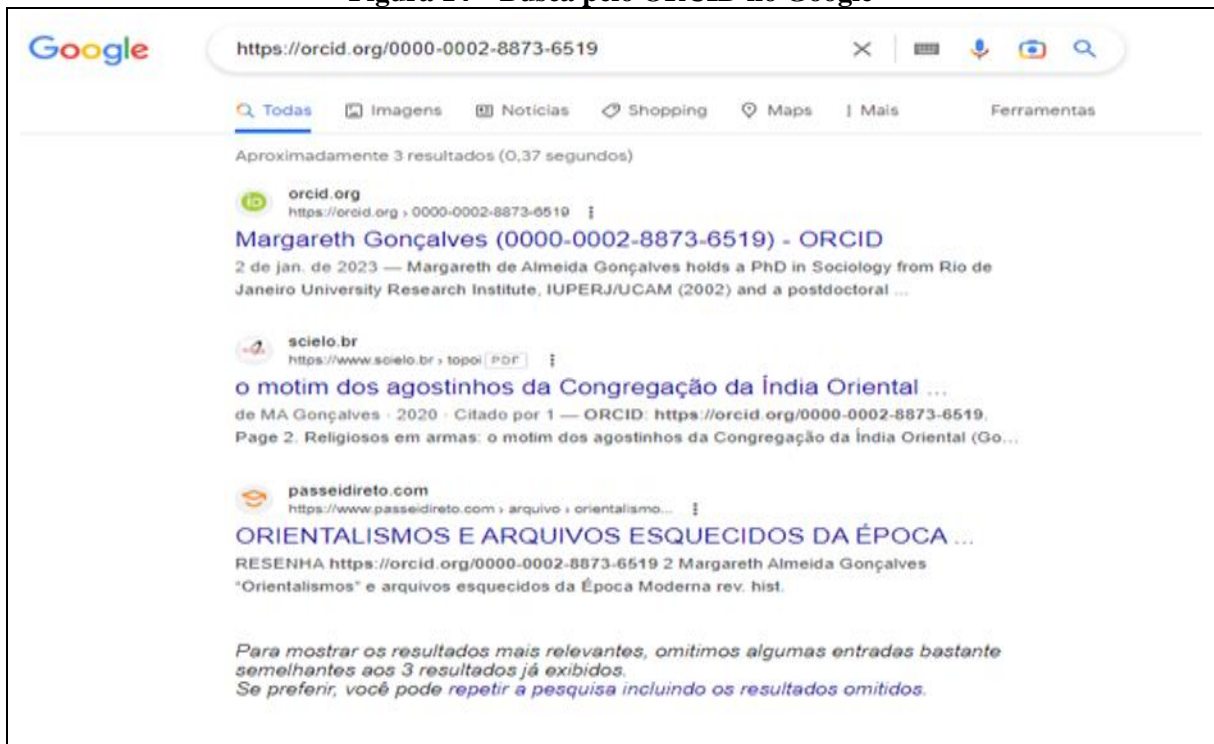 Busca pelo ORCID no Google
Google
https://orcid.org/0000-0002-8873-6519
Todas Imagens Notícias Shopping Maps Mais Ferramentas
Aproximadamente 3 resultados (0,37 segundos)
orcid.org
https://orcid.org › 0000-0002-8873-6519
Margareth Gonçalves (0000-0002-8873-6519) - ORCID
2 de jan. de 2023 — Margareth de Almeida Gonçalves holds a PhD in Sociology from Rio de
Janeiro University Research Institute, IUPERJ/UCAM (2002) and a postdoctoral ...
scielo.br
https://www.scielo.br › topoi PDF
o motim dos agostinhos da Congregação da Índia Oriental ...
de MA Gonçalves · 2020 · Citado por 1 — ORCID: https://orcid.org/0000-0002-8873-6519.
Page 2. Religiosos em armas: o motim dos agostinhos da Congregação da Índia Oriental (Go...
passeidireto.com
https://www.passeidireto.com › arquivo › orientalismo...
ORIENTALISMOS E ARQUIVOS ESQUECIDOS DA ÉPOCA ...
RESENHA https://orcid.org/0000-0002-8873-6519 2 Margareth Almeida Gonçalves
"Orientalismos" e arquivos esquecidos da Época Moderna rev. hist.
Para mostrar os resultados mais relevantes, omitimos algumas entradas bastante
semelhantes aos 3 resultados já exibidos.
Se preferir, você pode repetir a pesquisa incluindo os resultados omitidos.